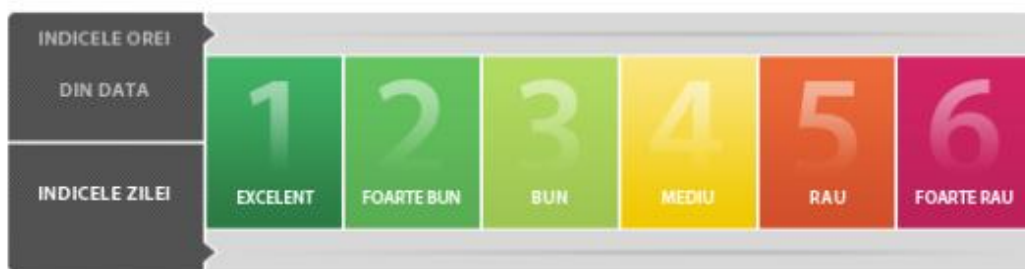 INDICELE OREI
DIN DATA
INDICELE ZILEI
1
EXCELENT
2
FOARTE BUN
3
BUN
4
MEDIU
5
RAU
6
FOARTE RAU